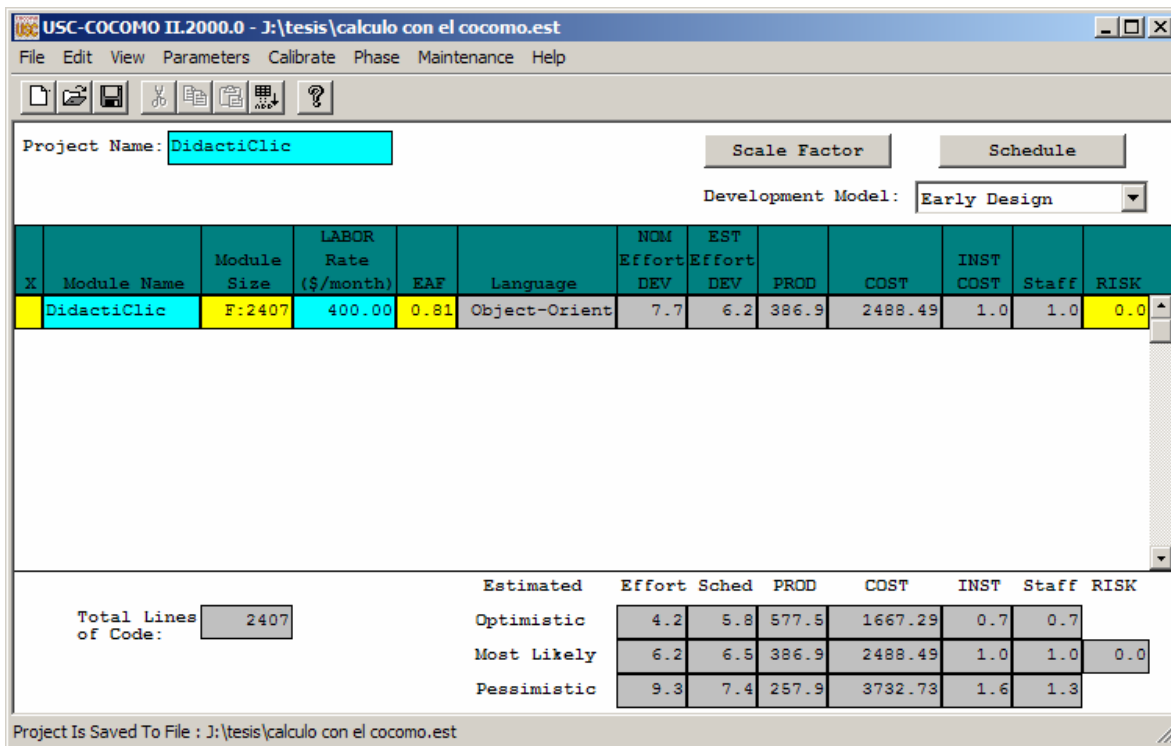 USC-COCOMO II.2000.0 - J:\tesis\calculo con el cocomo.est
File Edit View Parameters Calibrate Phase Maintenance Help
Project Name: DidactiClic
Scale Factor Schedule
Development Model: Early Design
X Module Name Module Size LABOR Rate ($/month) EAF Language NOM Effort DEV EST Effort DEV PROD COST INST COST Staff RISK
DidactiClic F:2407 400.00 0.81 Object-Orient 7.7 6.2 386.9 2488.49 1.0 1.0 0.0
Estimated Effort Sched PROD COST INST Staff RISK
Total Lines of Code: 2407
Optimistic 4.2 5.8 577.5 1667.29 0.7 0.7
Most Likely 6.2 6.5 386.9 2488.49 1.0 1.0 0.0
Pessimistic 9.3 7.4 257.9 3732.73 1.6 1.3
Project Is Saved To File : J:\tesis\calculo con el cocomo.est